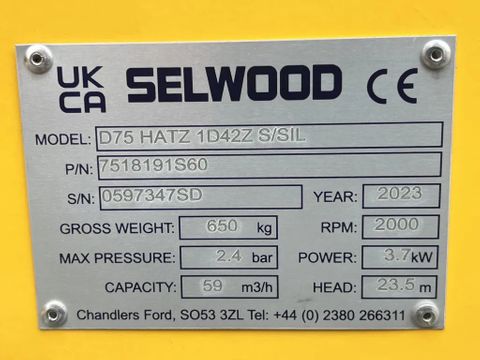 UK CA SELWOOD CE
MODEL: D75 HATZ 1D42Z S/SIL
P/N: 7518191S60
S/N: 0597347SD YEAR: 2023
GROSS WEIGHT: 650 kg RPM: 2000
MAX PRESSURE: 2.4 bar POWER: 3.7kW
CAPACITY: 59 m3/h HEAD: 23.5 m
Chandlers Ford, SO53 3ZL Tel: +44 (0) 2380 266311